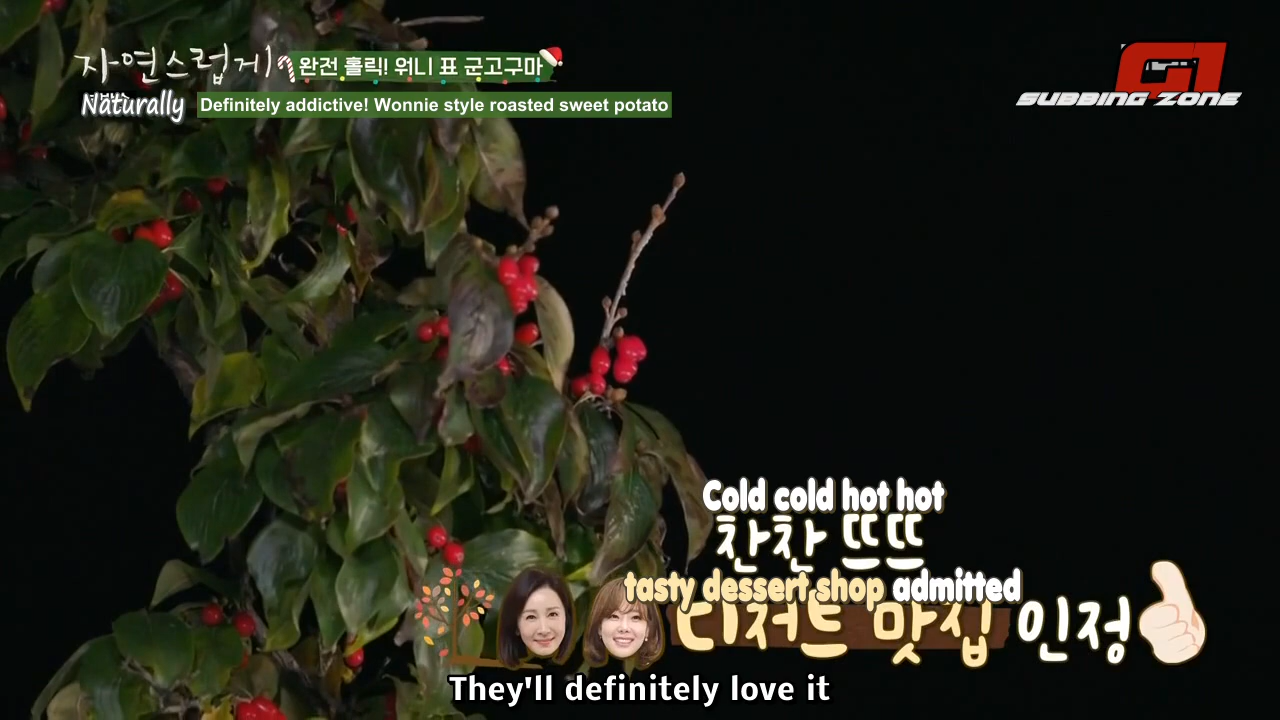 자연스럽게 완전 홀릭! 워니 표 군고구마
Naturally Definitely addictive! Wonnie style roasted sweet potato
G1
SUBBING ZONE
Cold cold hot hot
찬찬 뜨뜨
tasty dessert shop admitted
디저트 맛집 인정
They'll definitely love it